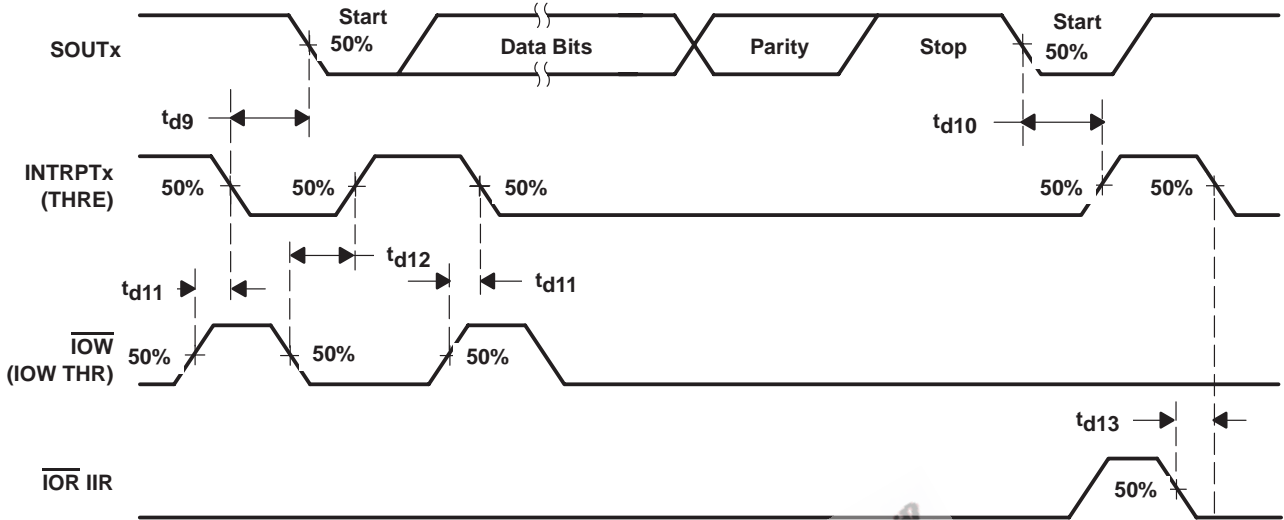 Start
Start
SOUTx
50%
Data Bits
Parity
Stop
50%
td9
td10
INTRPTx
(THRE)
50%
50%
50%
50%
50%
td12
td11
td11
IOW
(IOW THR)
50%
50%
50%
td13
IOR IIR
50%